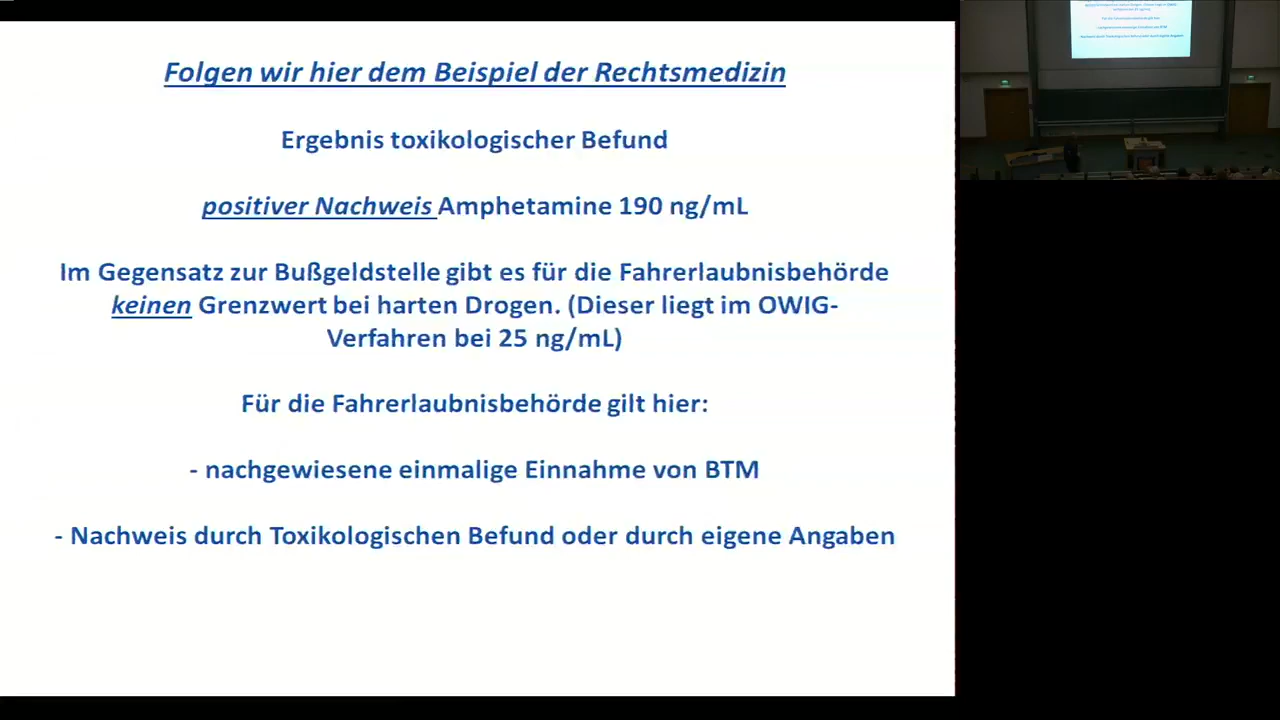 Folgen wir hier dem Beispiel der Rechtsmedizin
Ergebnis toxikologischer Befund
positiver Nachweis Amphetamine 190 ng/mL
Im Gegensatz zur Bußgeldstelle gibt es für die Fahrerlaubnisbehörde
keinen Grenzwert bei harten Drogen. (Dieser liegt im OWIG-
Verfahren bei 25 ng/mL)
Für die Fahrerlaubnisbehörde gilt hier:
- nachgewiesene einmalige Einnahme von BTM
- Nachweis durch Toxikologischen Befund oder durch eigene Angaben